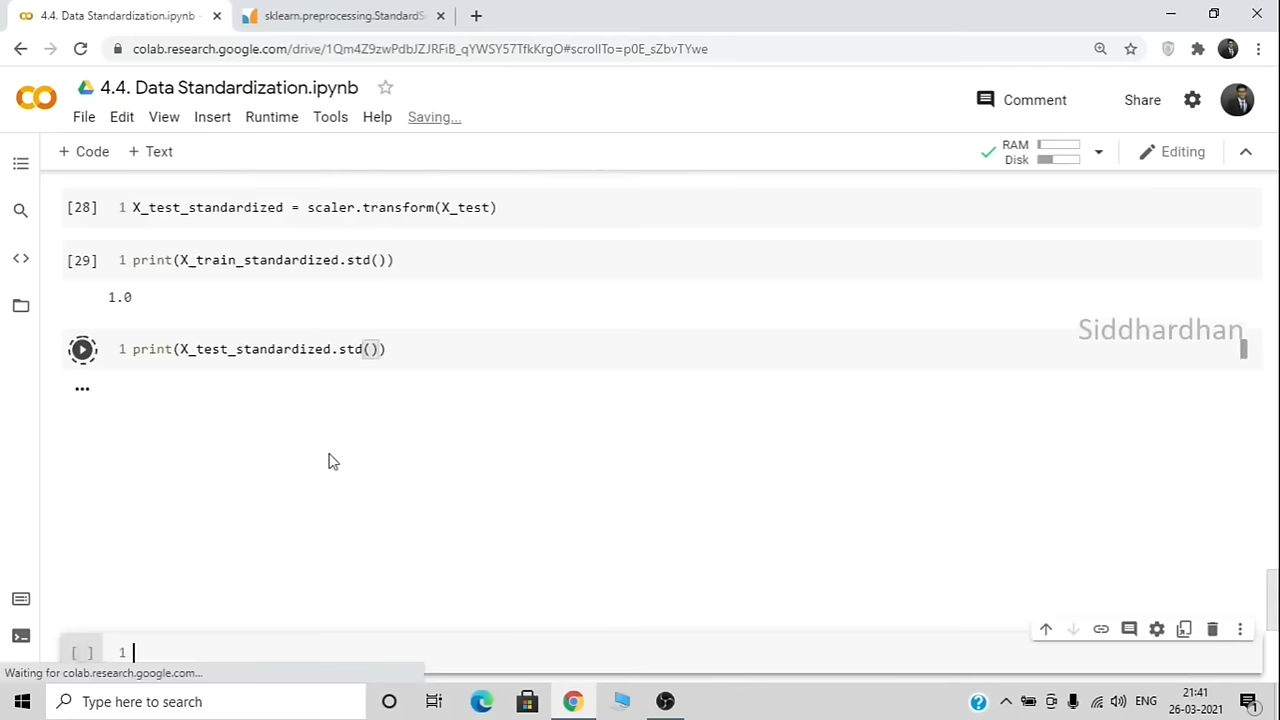 4.4. Data Standardization.ipynb
sklearn.preprocessing.StandardS
colab.research.google.com/drive/1Qm4Z9zwPdbJZJRFiB_qYWSY57TfkKrgO#scrollTo=p0E_sZbvTYwe
4.4. Data Standardization.ipynb
Comment
Share
File Edit View Insert Runtime Tools Help Saving...
+ Code + Text
RAM
Disk
Editing
[28] 1 X_test_standardized = scaler.transform(X_test)
[29] 1 print(X_train_standardized.std())
1.0
Siddhardhan
1 print(X_test_standardized.std())
...
[ ] 1
Waiting for colab.research.google.com...
Type here to search
ENG
21:41
26-03-2021